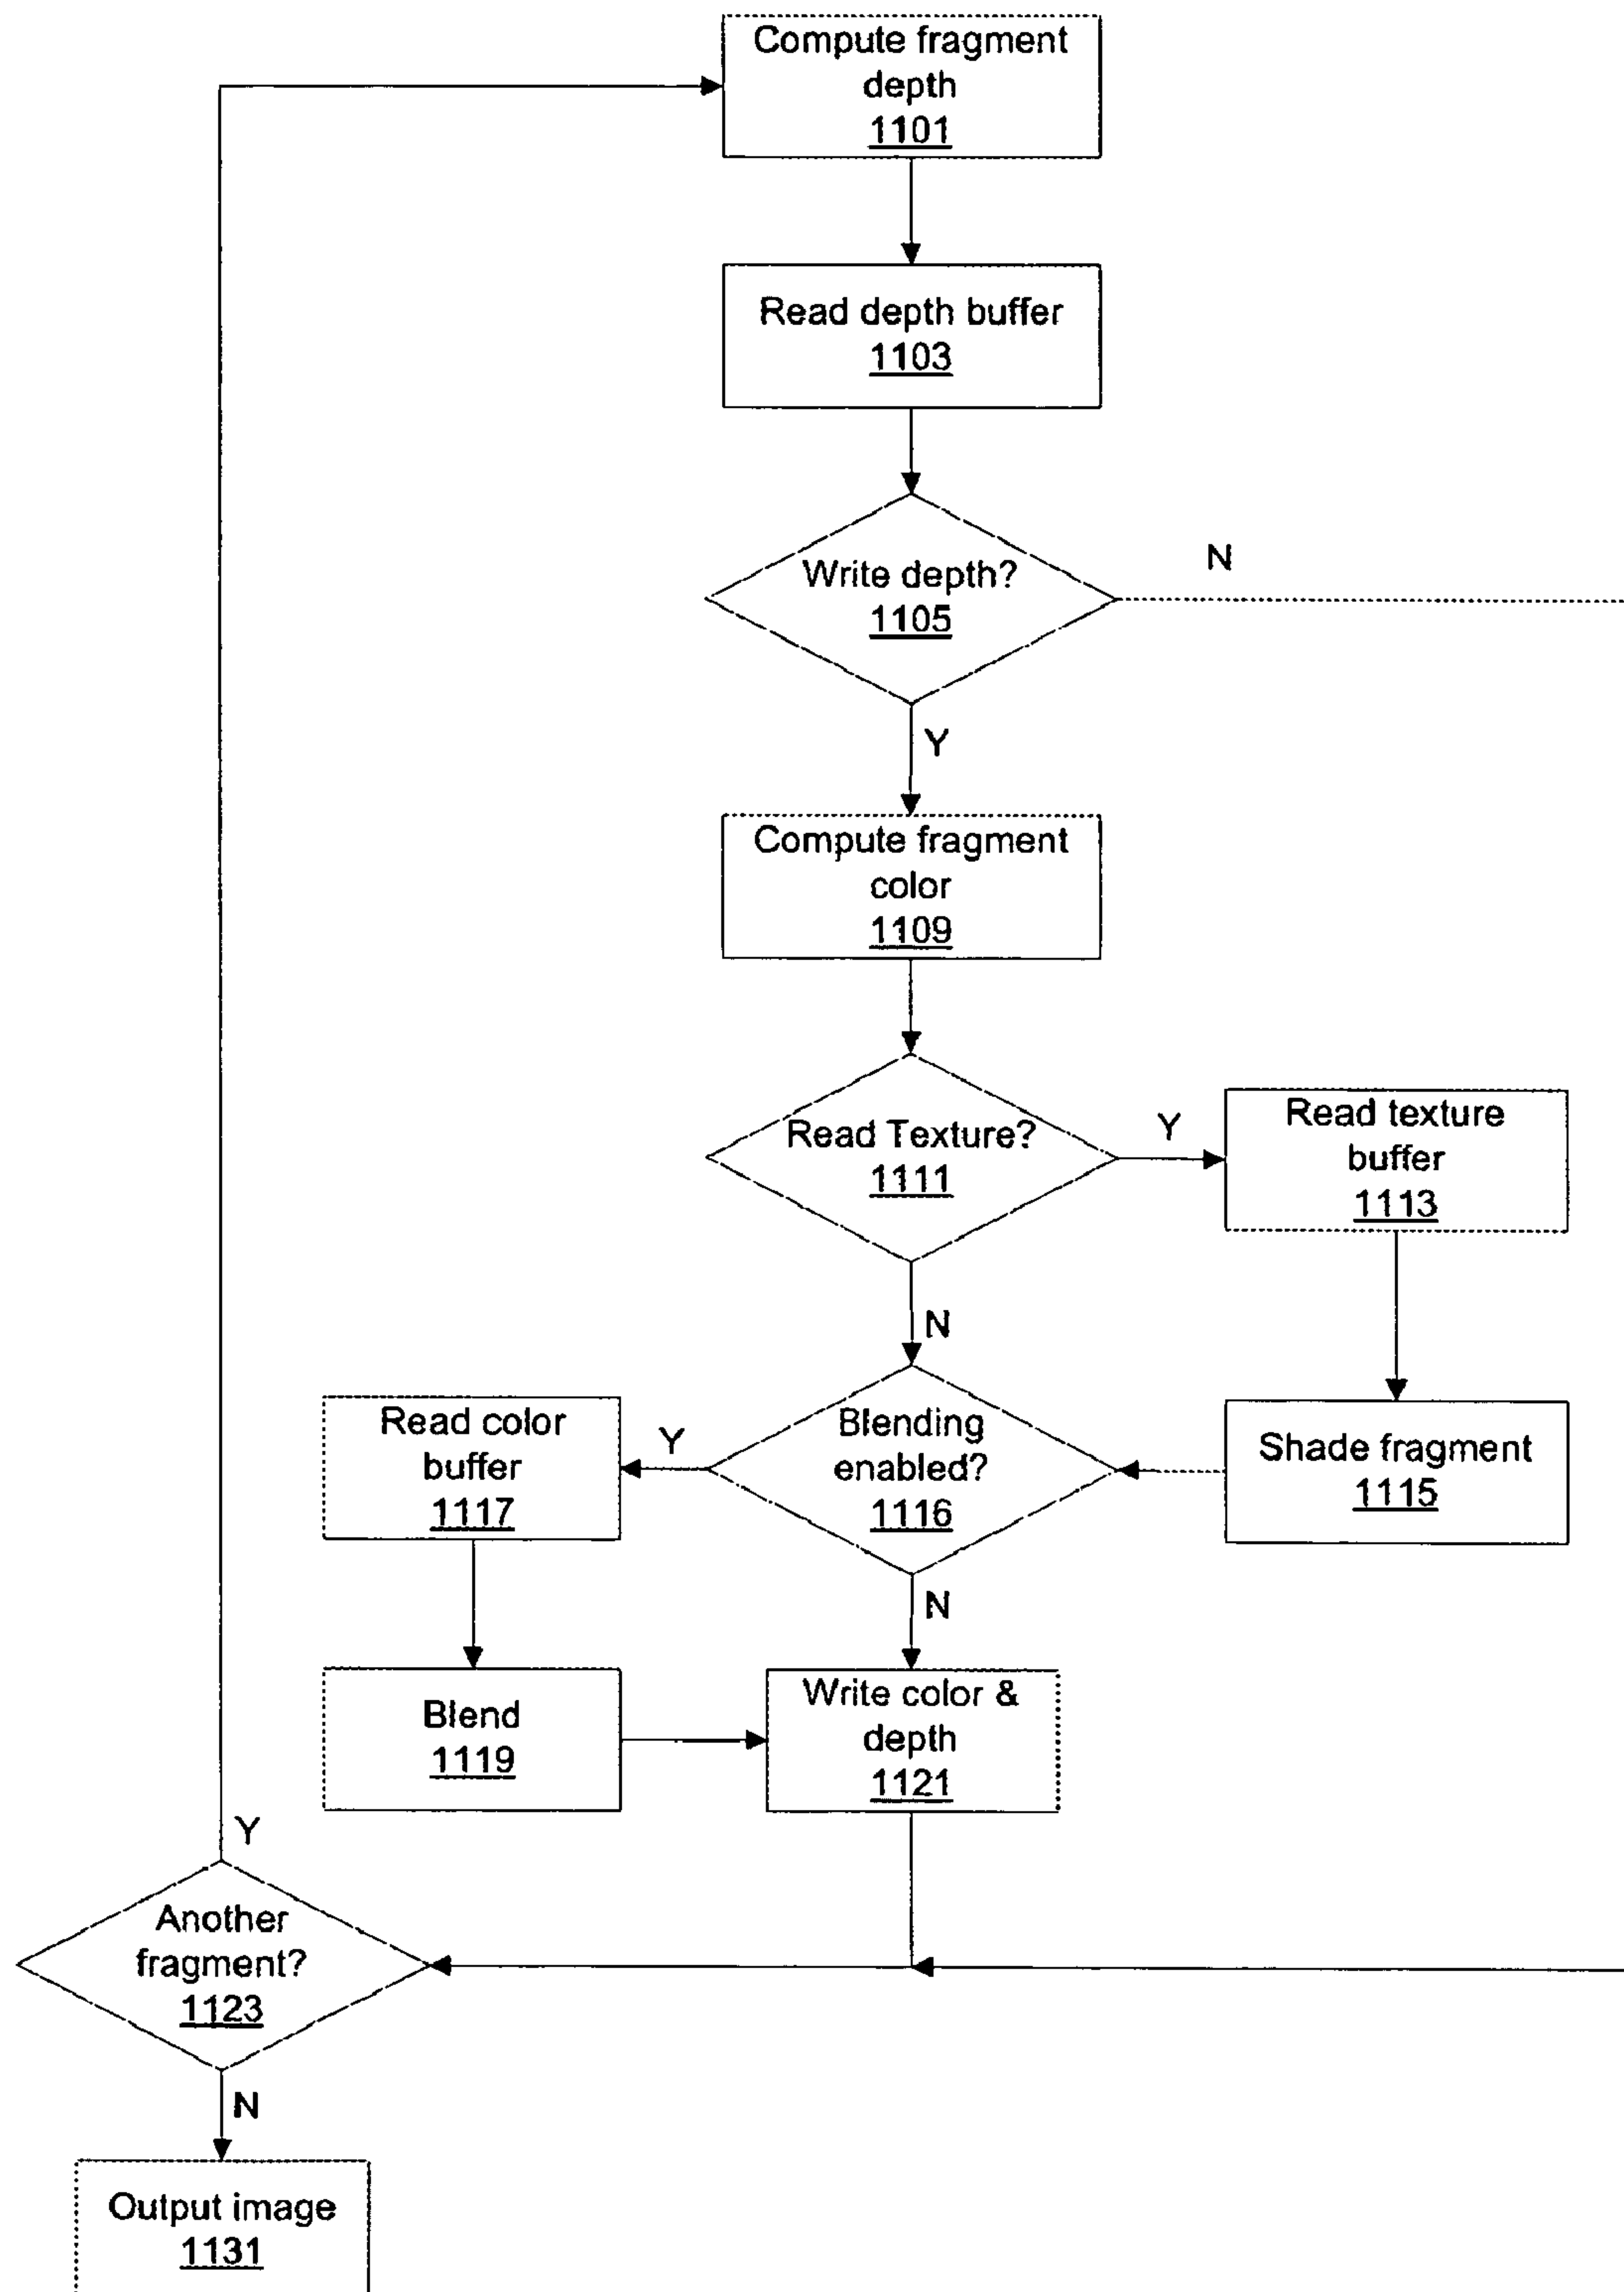 Compute fragment
depth
1101
Read depth buffer
1103
Write depth?
1105
N
Y
Compute fragment
color
1109
Read Texture?
1111
Y
Read texture
buffer
1113
N
Read color
buffer
1117
Y
Blending
enabled?
1116
Shade fragment
1115
N
Blend
1119
Write color &
depth
1121
Y
Another
fragment?
1123
N
Output image
1131